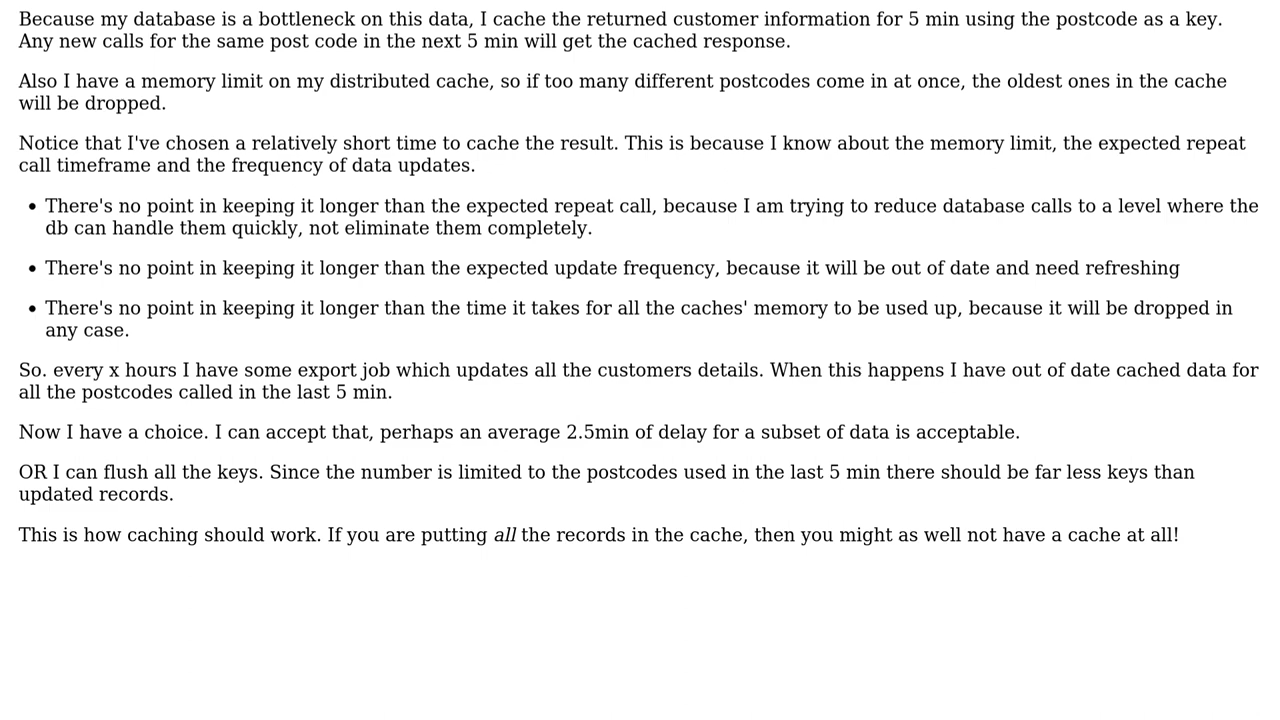 Because my database is a bottleneck on this data, I cache the returned customer information for 5 min using the postcode as a key.
Any new calls for the same post code in the next 5 min will get the cached response.
Also I have a memory limit on my distributed cache, so if too many different postcodes come in at once, the oldest ones in the cache
will be dropped.
Notice that I've chosen a relatively short time to cache the result. This is because I know about the memory limit, the expected repeat
call timeframe and the frequency of data updates.
• There's no point in keeping it longer than the expected repeat call, because I am trying to reduce database calls to a level where the
db can handle them quickly, not eliminate them completely.
• There's no point in keeping it longer than the expected update frequency, because it will be out of date and need refreshing
• There's no point in keeping it longer than the time it takes for all the caches' memory to be used up, because it will be dropped in
any case.
So. every x hours I have some export job which updates all the customers details. When this happens I have out of date cached data for
all the postcodes called in the last 5 min.
Now I have a choice. I can accept that, perhaps an average 2.5min of delay for a subset of data is acceptable.
OR I can flush all the keys. Since the number is limited to the postcodes used in the last 5 min there should be far less keys than
updated records.
This is how caching should work. If you are putting all the records in the cache, then you might as well not have a cache at all!